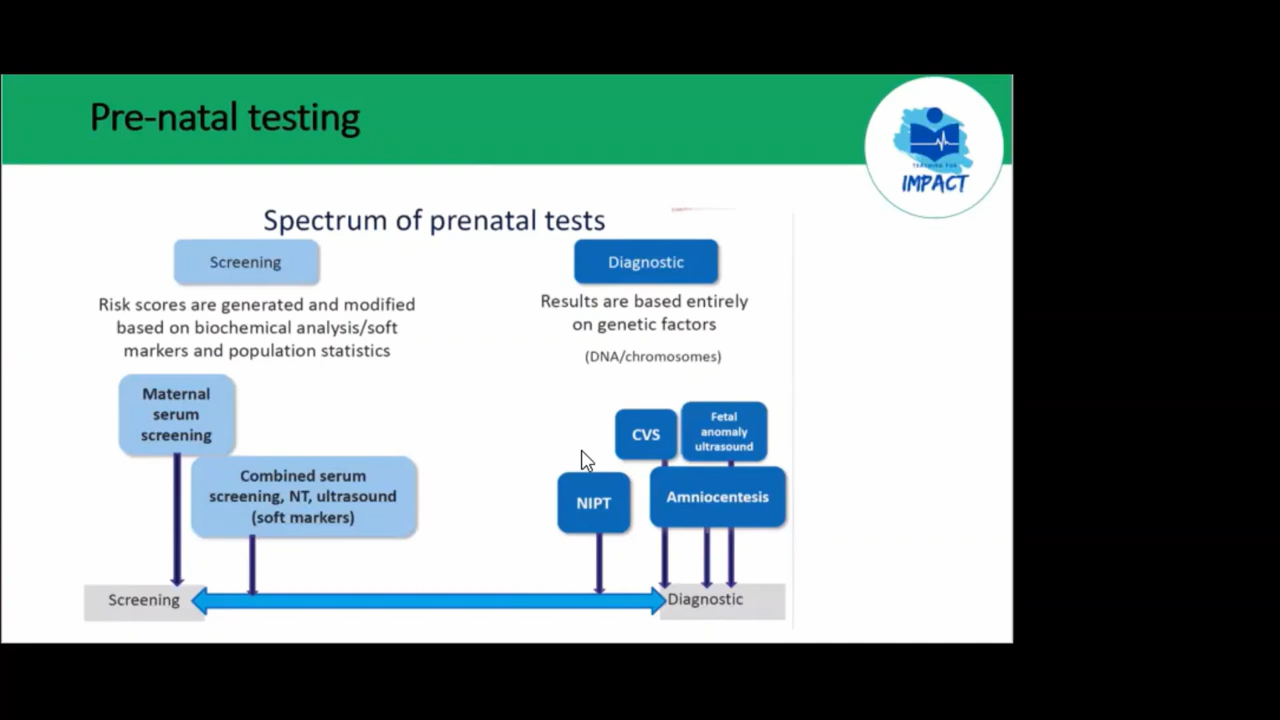 Pre-natal testing
TEACHING FOR
IMPACT
Spectrum of prenatal tests
Screening
Risk scores are generated and modified
based on biochemical analysis/soft
markers and population statistics
Diagnostic
Results are based entirely
on genetic factors
(DNA/chromosomes)
Maternal
serum
screening
Combined serum
screening, NT, ultrasound
(soft markers)
NIPT
CVS
Fetal
anomaly
ultrasound
Amniocentesis
Screening
Diagnostic